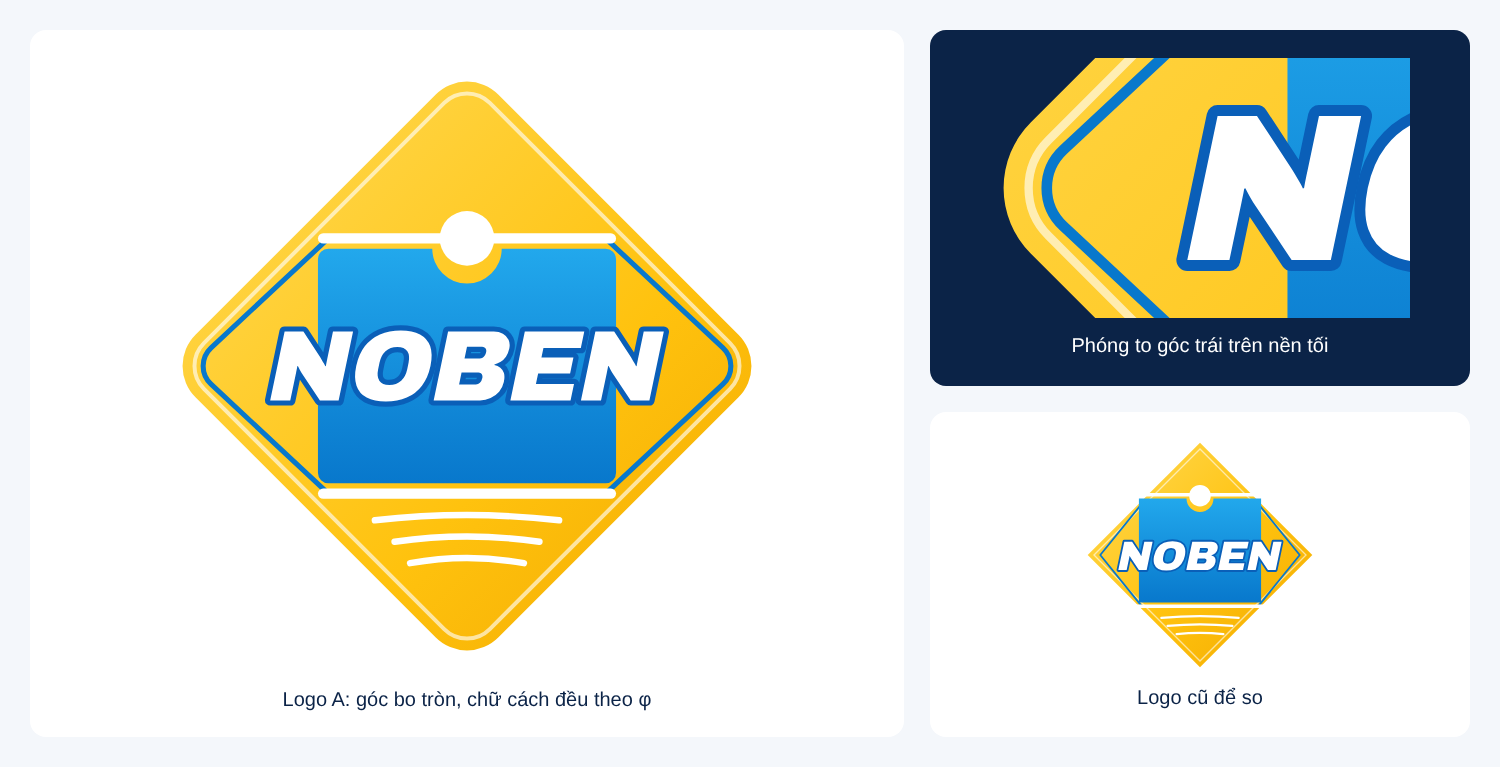 NOBEN
Logo A: góc bo tròn, chữ cách đều theo φ
NO
Phóng to góc trái trên nền tối
NOBEN
Logo cũ để so